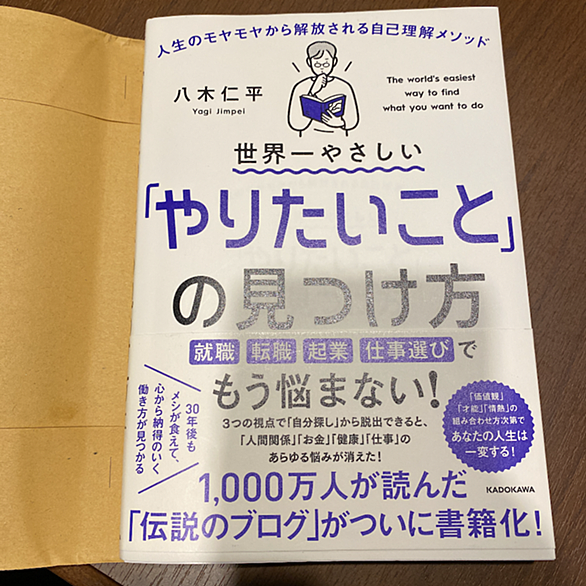 人生のモヤモヤから解放される自己理解メソッド
八木仁平
Yagi Jimpei
The world's easiest
way to find
what you want to do
世界一やさしい
「やりたいこと」
の見つけ方
就職 転職 起業 仕事選びで
もう悩まない!
3つの視点で「自分探し」から脱出できると、
「人間関係」「お金」「健康」「仕事」の
あらゆる悩みが消えた!
30年後も
メシが食えて、
心から納得のいく
働き方が見つかる
「価値観」
「才能」「情熱」の
組み合わせ方次第で
あなたの人生は
一変する!
KADOKAWA
1,000万人が読んだ
「伝説のブログ」がついに書籍化!